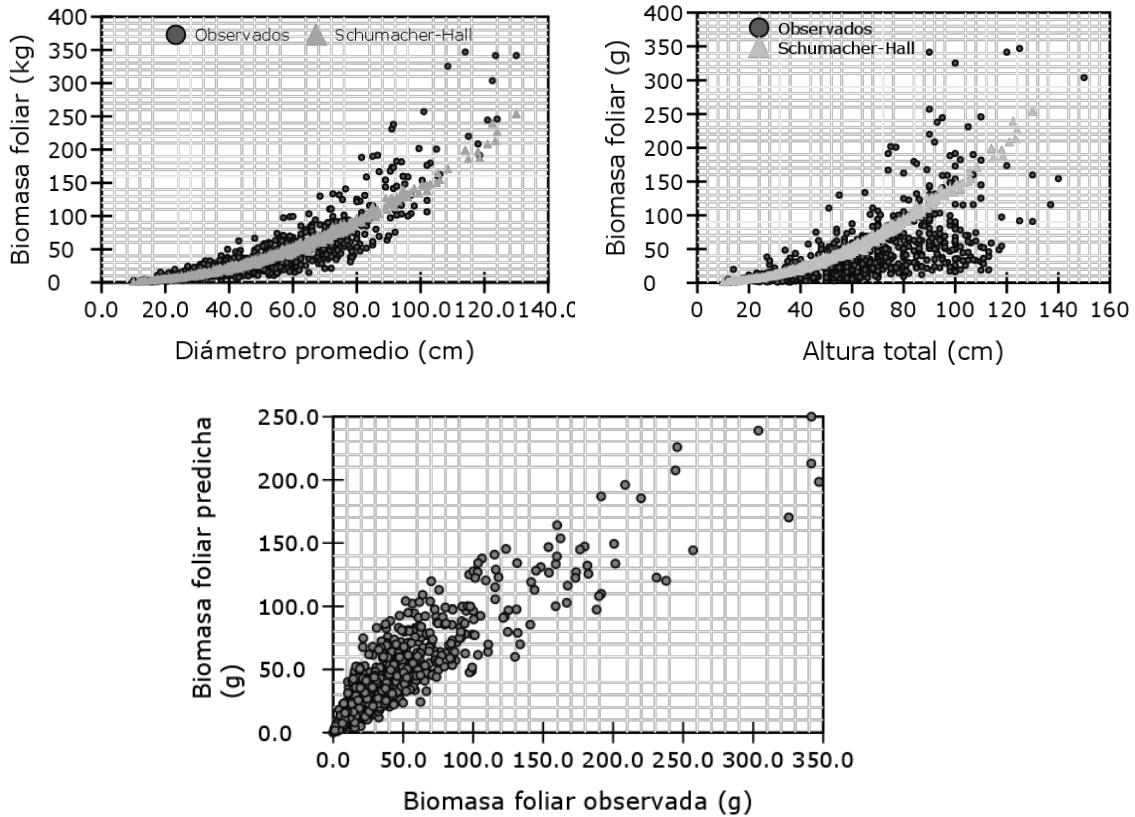 400
350
300
250
200
150
100
50
0
Biomasa foliar (kg)
Observados
Schumacher-Hall
0.0 20.0 40.0 60.0 80.0 100.0 120.0 140.0
Diámetro promedio (cm)
400
350
300
250
200
150
100
50
0
Biomasa foliar (g)
Observados
Schumacher-Hall
0 20 40 60 80 100 120 140 160
Altura total (cm)
250.0
200.0
150.0
100.0
50.0
0.0
Biomasa foliar predicha
(g)
0.0 50.0 100.0 150.0 200.0 250.0 300.0 350.0
Biomasa foliar observada (g)